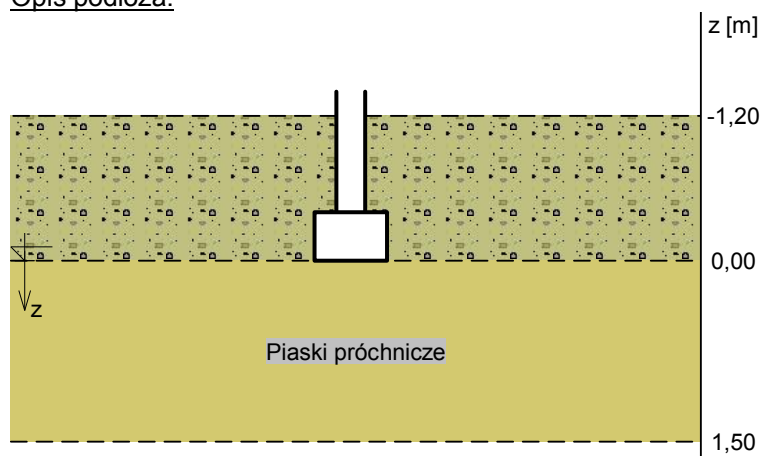 Opis podłoża:
z [m]
-1,20
0,00
z
Piaski próchnicze
1,50